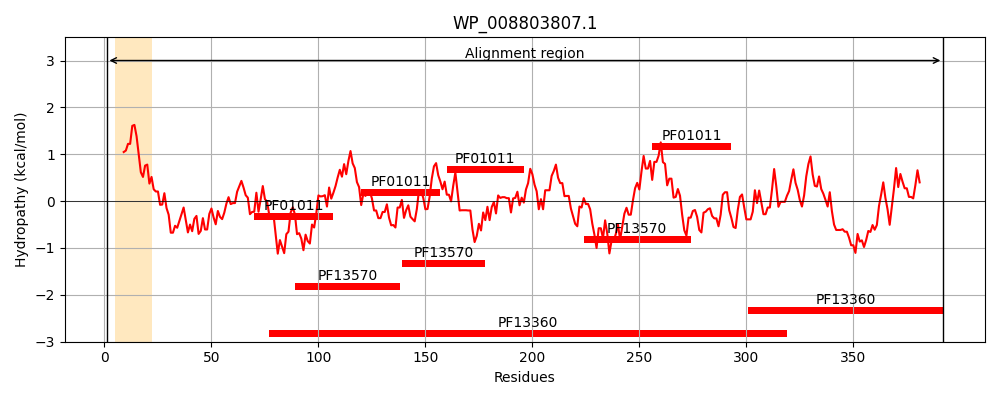 WP_008803807.1
Alignment region
PF01011
PF01011
PF01011
PF01011
PF13570
PF13570
PF13570
PF13360
PF13360
3
2
1
0
−1
−2
−3
Hydropathy (kcal/mol)
0 50 100 150 200 250 300 350
Residues